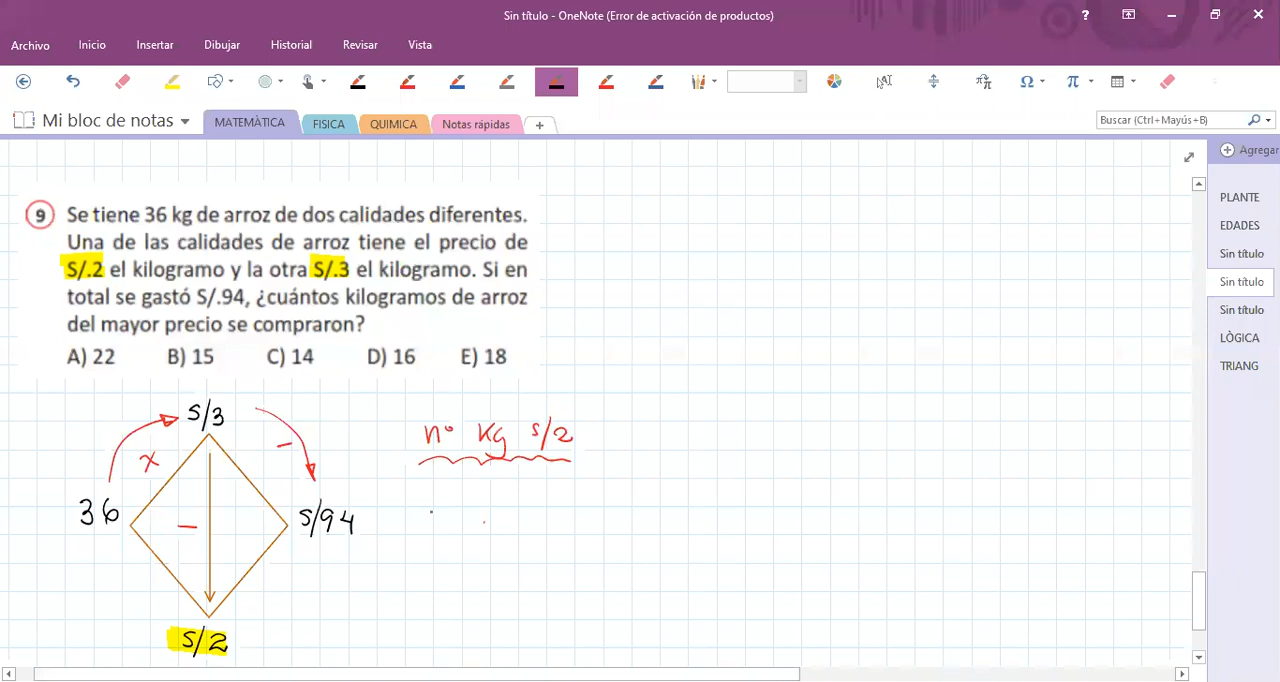 Sin título - OneNote (Error de activación de productos)
?
Archivo Inicio Insertar Dibujar Historial Revisar Vista
Mi bloc de notas MATEMÀTICA FISICA QUIMICA Notas rápidas +
Buscar (Ctrl+Mayús+B)
Agregar
PLANTE
EDADES
Sin título
Sin título
Sin título
LÒGICA
TRIANG
9 Se tiene 36 kg de arroz de dos calidades diferentes.
Una de las calidades de arroz tiene el precio de
S/.2 el kilogramo y la otra S/.3 el kilogramo. Si en
total se gastó S/.94, ¿cuántos kilogramos de arroz
del mayor precio se compraron?
A) 22 B) 15 C) 14 D) 16 E) 18
S/3
x
−
36
−
S/94
S/2
nº kg s/2